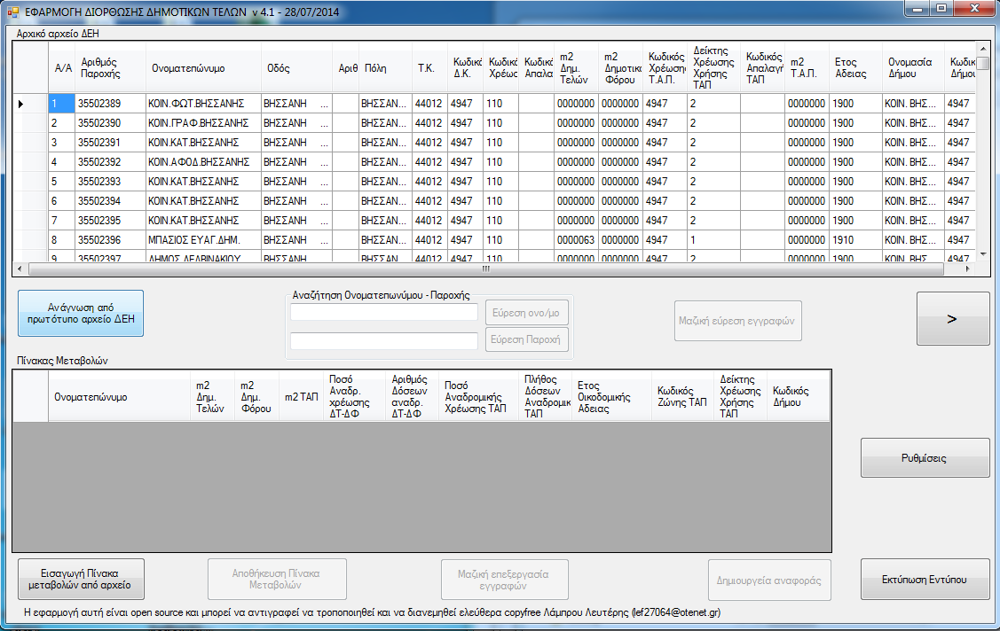 ΕΦΑΡΜΟΓΗ ΔΙΟΡΘΩΣΗΣ ΔΗΜΟΤΙΚΩΝ ΤΕΛΩΝ v 4.1 - 28/07/2014
Αρχικό αρχείο ΔΕΗ
Α/Α Αριθμός Παροχής Ονοματεπώνυμο Οδός Αριθ Πόλη Τ.Κ. Κωδικό Δ.Κ. Κωδικό Χρέωσ Κωδικό Απαλα m2 Δημ. Τελών m2 Δημοτικο Φόρου Κωδικός Χρέωσης Τ.Α.Π. Δείκτης Χρέωσης Χρήσης ΤΑΠ Κωδικός Απαλαγή ΤΑΠ m2 Τ.Α.Π. Ετος Αδειας Ονομασία Δήμου Κωδικ Δήμου
1 35502389 ΚΟΙΝ.ΦΩΤ.ΒΗΣΣΑΝΗΣ ΒΗΣΣΑΝΗ ... ΒΗΣΣΑΝ... 44012 4947 110 0000000 0000000 4947 2 0000000 1900 ΚΟΙΝ. ΒΗΣ... 4947
2 35502390 ΚΟΙΝ.ΓΡΑΦ.ΒΗΣΣΑΝΗΣ ΒΗΣΣΑΝΗ ... ΒΗΣΣΑΝ... 44012 4947 110 0000000 0000000 4947 2 0000000 1900 ΚΟΙΝ. ΒΗΣ... 4947
3 35502391 ΚΟΙΝ.ΚΑΤ.ΒΗΣΣΑΝΗΣ ΒΗΣΣΑΝΗ ... ΒΗΣΣΑΝ... 44012 4947 110 0000000 0000000 4947 2 0000000 1900 ΚΟΙΝ. ΒΗΣ... 4947
4 35502392 ΚΟΙΝ.ΑΦΟΔ.ΒΗΣΣΑΝΗΣ ΒΗΣΣΑΝΗ ... ΒΗΣΣΑΝ... 44012 4947 110 0000000 0000000 4947 2 0000000 1900 ΚΟΙΝ. ΒΗΣ... 4947
5 35502393 ΚΟΙΝ.ΚΑΤ.ΒΗΣΣΑΝΗΣ ΒΗΣΣΑΝΗ ... ΒΗΣΣΑΝ... 44012 4947 110 0000000 0000000 4947 2 0000000 1900 ΚΟΙΝ. ΒΗΣ... 4947
6 35502394 ΚΟΙΝ.ΚΑΤ.ΒΗΣΣΑΝΗΣ ΒΗΣΣΑΝΗ ... ΒΗΣΣΑΝ... 44012 4947 110 0000000 0000000 4947 2 0000000 1900 ΚΟΙΝ. ΒΗΣ... 4947
7 35502395 ΚΟΙΝ.ΚΑΤ.ΒΗΣΣΑΝΗΣ ΒΗΣΣΑΝΗ ... ΒΗΣΣΑΝ... 44012 4947 110 0000000 0000000 4947 2 0000000 1900 ΚΟΙΝ. ΒΗΣ... 4947
8 35502396 ΜΠΑΣΙΟΣ ΕΥΑΓ.ΔΗΜ. ΒΗΣΣΑΝΗ ... ΒΗΣΣΑΝ... 44012 4947 110 0000063 0000000 4947 1 0000000 1910 ΚΟΙΝ. ΒΗΣ... 4947
9 35502397 ΔΗΜΟΣ ΔΕΛΒΙΝΑΚΙΟΥ ΒΗΣΣΑΝΗ ... ΒΗΣΣΑΝ... 44012 4947 110 0000000 0000000 4947 2 0000000 1900 ΚΟΙΝ. ΒΗΣ... 4947
Ανάγνωση από
πρωτότυπο αρχείο ΔΕΗ
Αναζήτηση Ονοματεπωνύμου - Παροχής
Εύρεση ονο/μο
Εύρεση Παροχή
Μαζική εύρεση εγγραφών
>
Πίνακας Μεταβολών
Ονοματεπώνυμο m2 Δημ. Τελών m2 Δημ. Φόρου m2 ΤΑΠ Ποσό Αναδρ. χρέωσης ΔΤ-ΔΦ Αριθμός Δόσεων αναδρ. ΔΤ-ΔΦ Ποσό Αναδρομικής Χρέωσης ΤΑΠ Πλήθος Δόσεων Αναδρομικ ΤΑΠ Ετος Οικοδομικής Αδειας Κωδικός Ζώνης ΤΑΠ Δείκτης Χρέωσης Χρήσης ΤΑΠ Κωδικός Δήμου
Ρυθμίσεις
Εισαγωγή Πίνακα
μεταβολών από αρχείο
Αποθήκευση Πίνακα
Μεταβολών
Μαζική επεξεργασία
εγγραφών
Δημιουργεία αναφοράς
Εκτύπωση Εντύπου
Η εφαρμογή αυτή είναι open source και μπορεί να αντιγραφεί να τροποποιηθεί και να διανεμηθεί ελεύθερα copyfree Λάμπρου Λευτέρης (lef27064@otenet.gr)